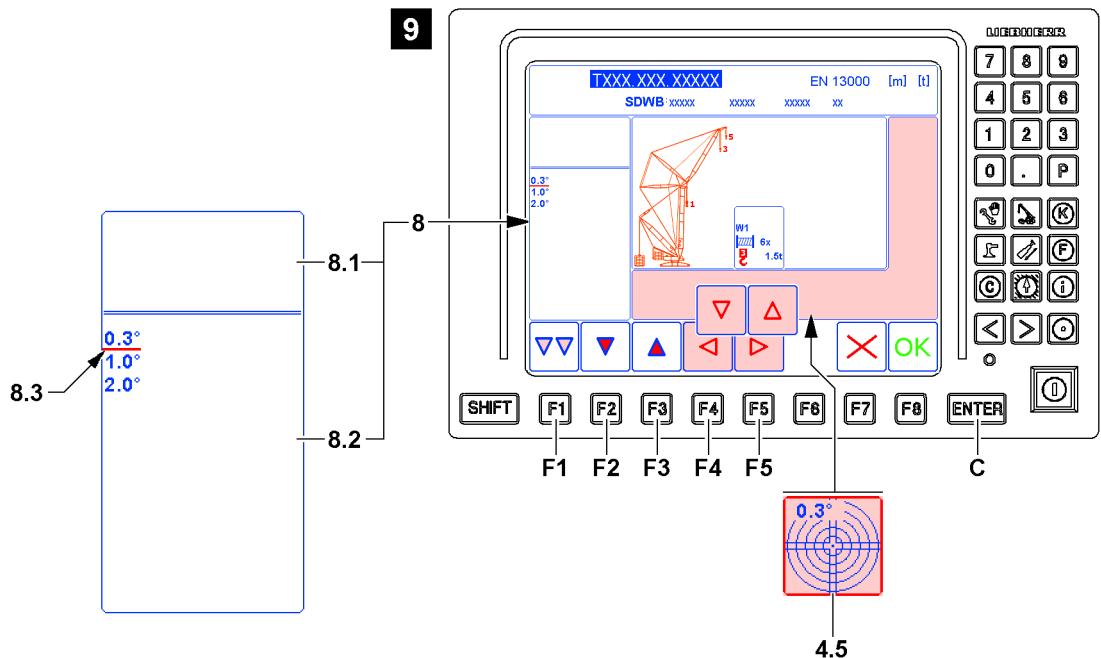 9
LIEBHERR
TXXX.XXX.XXXXX
EN 13000 [m] [t]
SDWB: xxxxx xxxxx xxxxx xx
7 8 9
4 5 6
1 2 3
0 . P
K
F
C i
< >
5
3
1
0.3°
1.0°
2.0°
W1
6x
1.5t
OK
SHIFT F1 F2 F3 F4 F5 F6 F7 F8 ENTER
F1 F2 F3 F4 F5 C
8
8.1
0.3°
1.0°
2.0°
8.3
8.2
0.3°
4.5